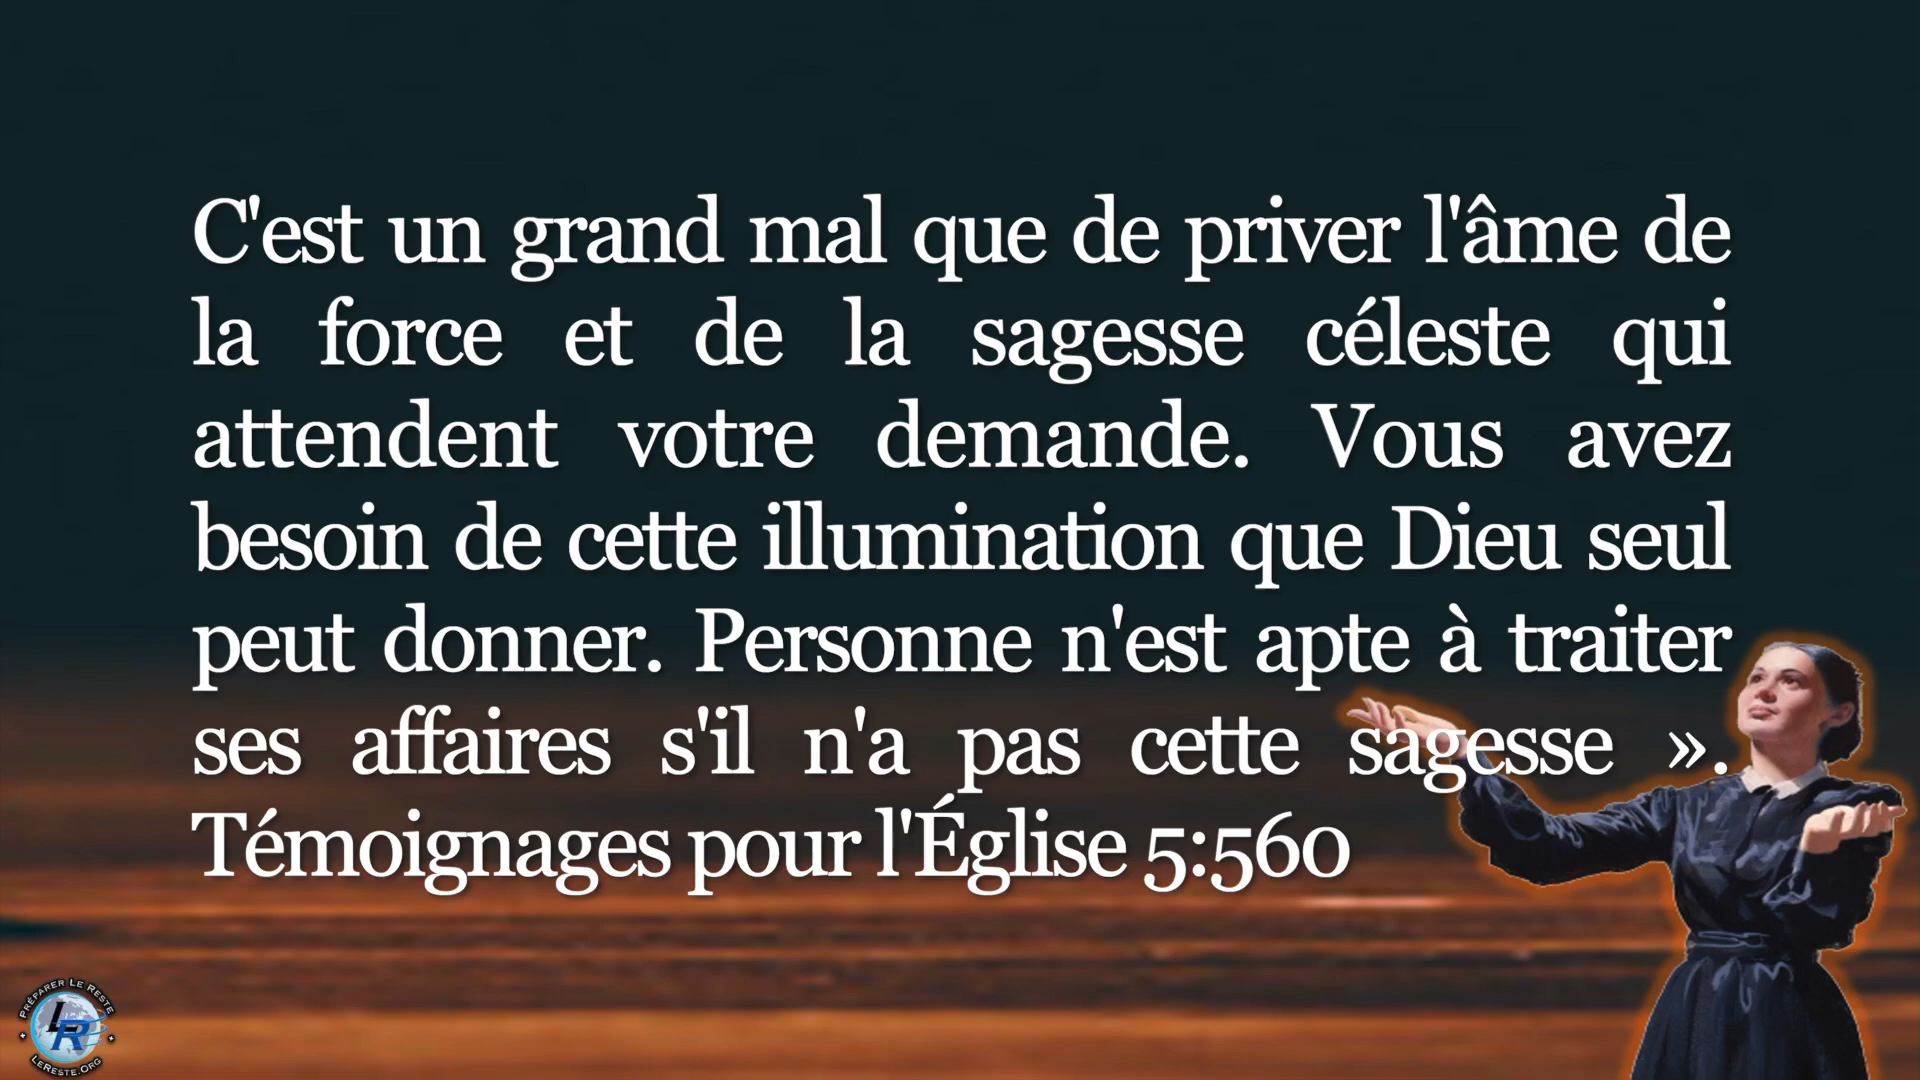 C'est un grand mal que de priver l'âme de
la force et de la sagesse céleste qui
attendent votre demande. Vous avez
besoin de cette illumination que Dieu seul
peut donner. Personne n'est apte à traiter
ses affaires s'il n'a pas cette sagesse ».
Témoignages pour l'Église 5:560
PRÉPARER LE RESTE
LR
LERESTE.ORG